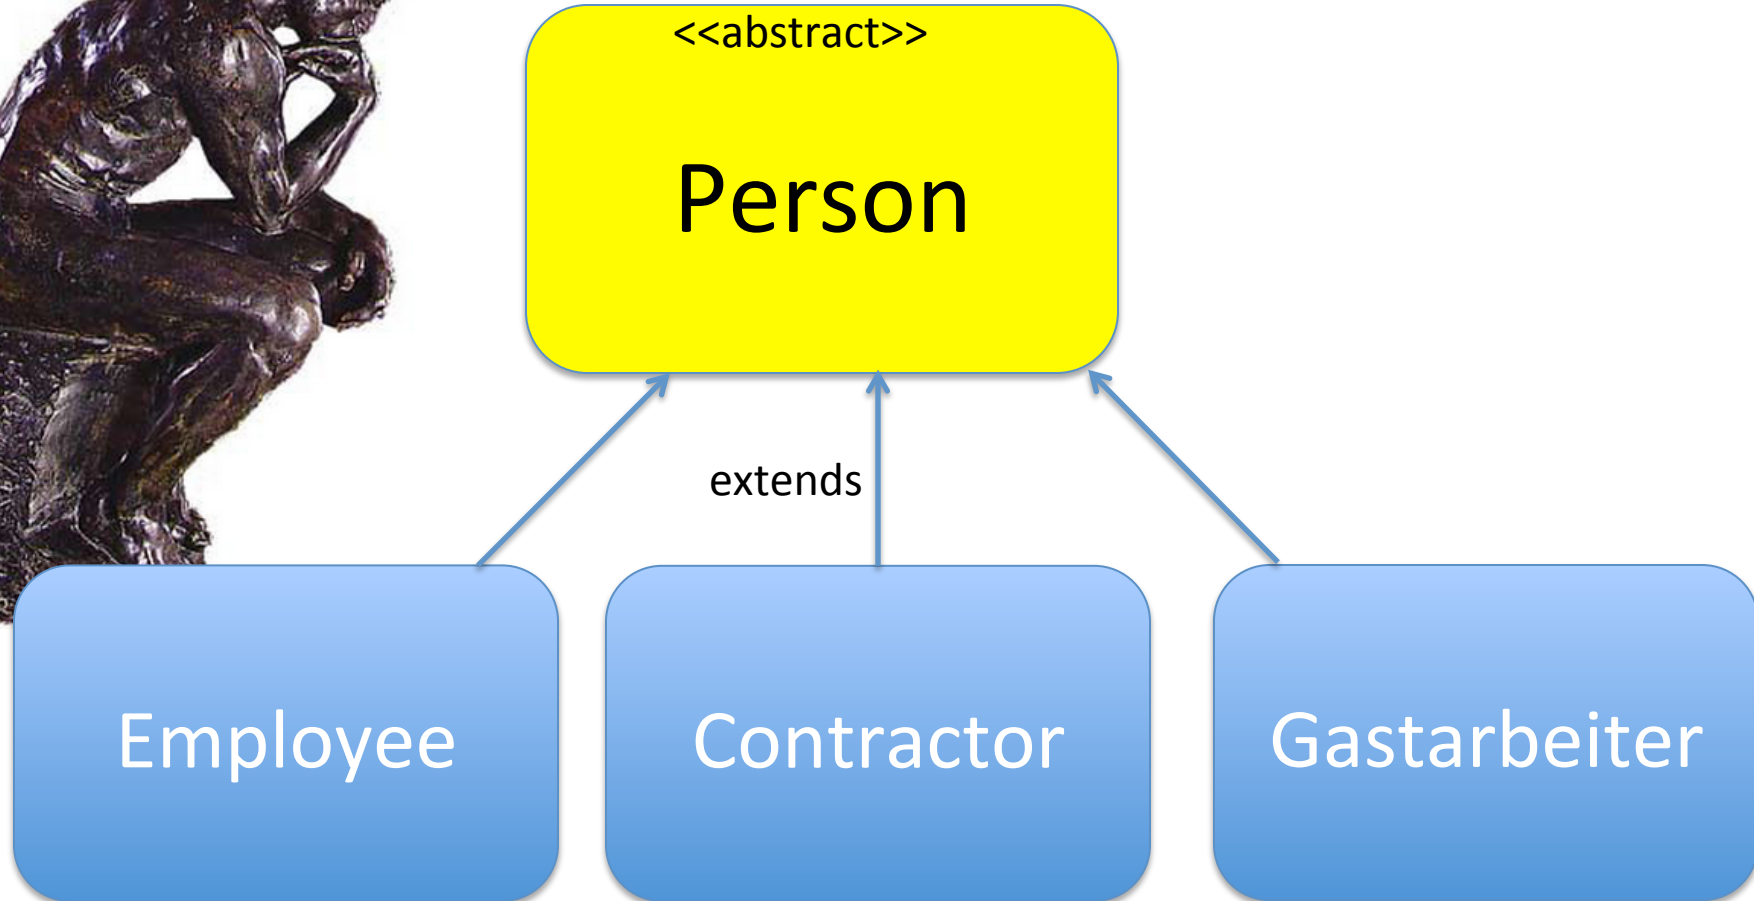 <<abstract>>
Person
extends
Employee
Contractor
Gastarbeiter